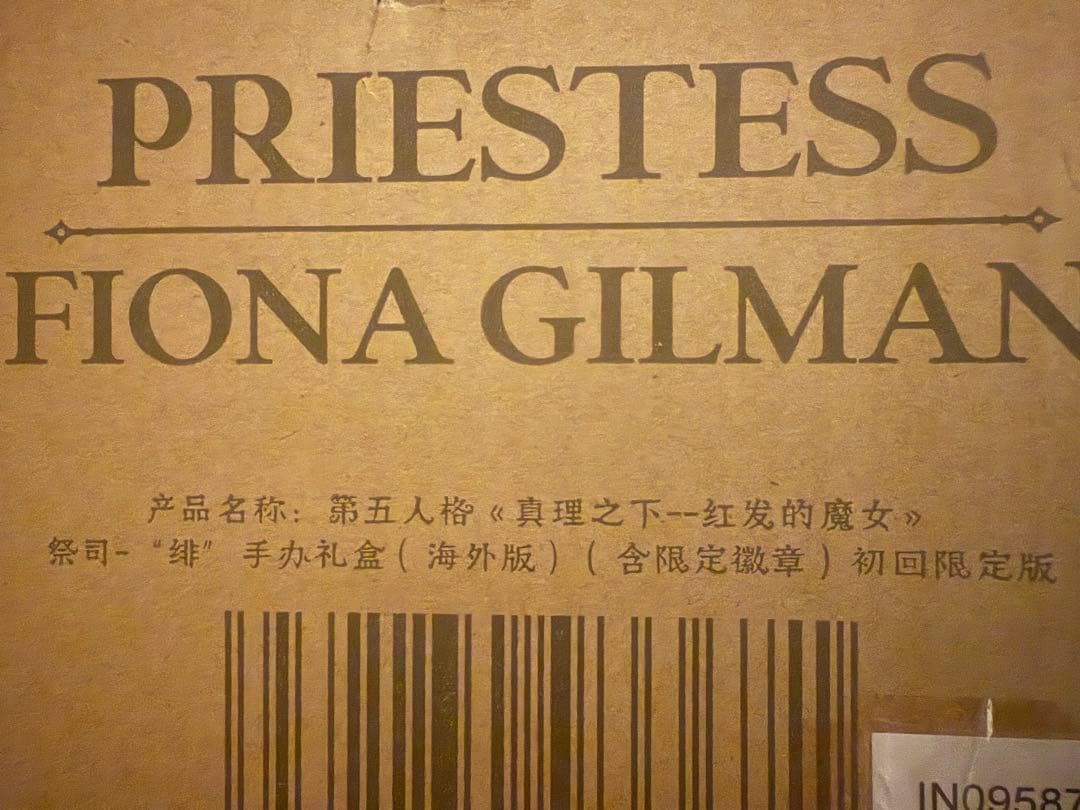 PRIESTESS
FIONA GILMAN
产品名称：第五人格《真理之下--红发的魔女》
祭司-“绯”手办礼盒（海外版）（含限定徽章）初回限定版
IN09587